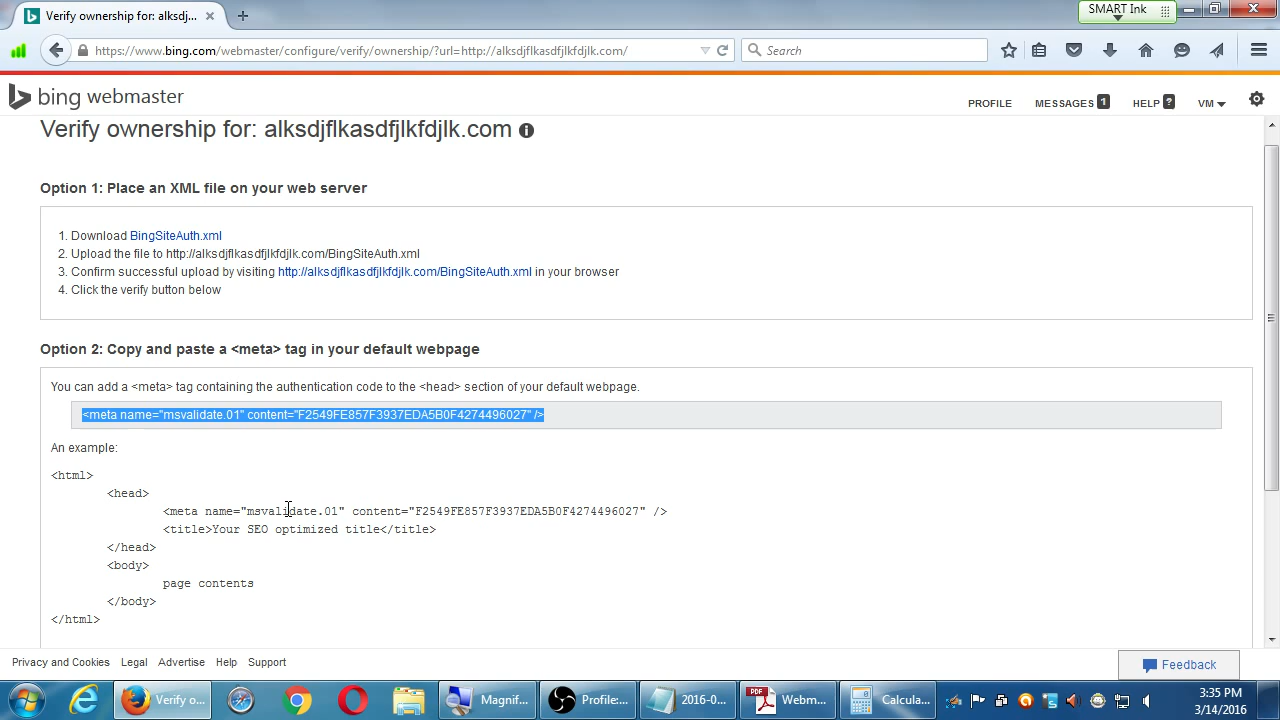 Verify ownership for: alksdj...
SMART Ink
https://www.bing.com/webmaster/configure/verify/ownership/?url=http://alksdjflkasdfjlkfdjlk.com/
Search
bing webmaster
PROFILE MESSAGES 1 HELP ? VM
Verify ownership for: alksdjflkasdfjlkfdjlk.com
Option 1: Place an XML file on your web server
1. Download BingSiteAuth.xml
2. Upload the file to http://alksdjflkasdfjlkfdjlk.com/BingSiteAuth.xml
3. Confirm successful upload by visiting http://alksdjflkasdfjlkfdjlk.com/BingSiteAuth.xml in your browser
4. Click the verify button below
Option 2: Copy and paste a <meta> tag in your default webpage
You can add a <meta> tag containing the authentication code to the <head> section of your default webpage.
<meta name="msvalidate.01" content="F2549FE857F3937EDA5B0F4274496027" />
An example:
<html>
<head>
<meta name="msvalidate.01" content="F2549FE857F3937EDA5B0F4274496027" />
<title>Your SEO optimized title</title>
</head>
<body>
page contents
</body>
</html>
Privacy and Cookies Legal Advertise Help Support
Feedback
Verify o... Magnif... Profile:... 2016-0... PDF Webm... Calcula...
3:35 PM
3/14/2016